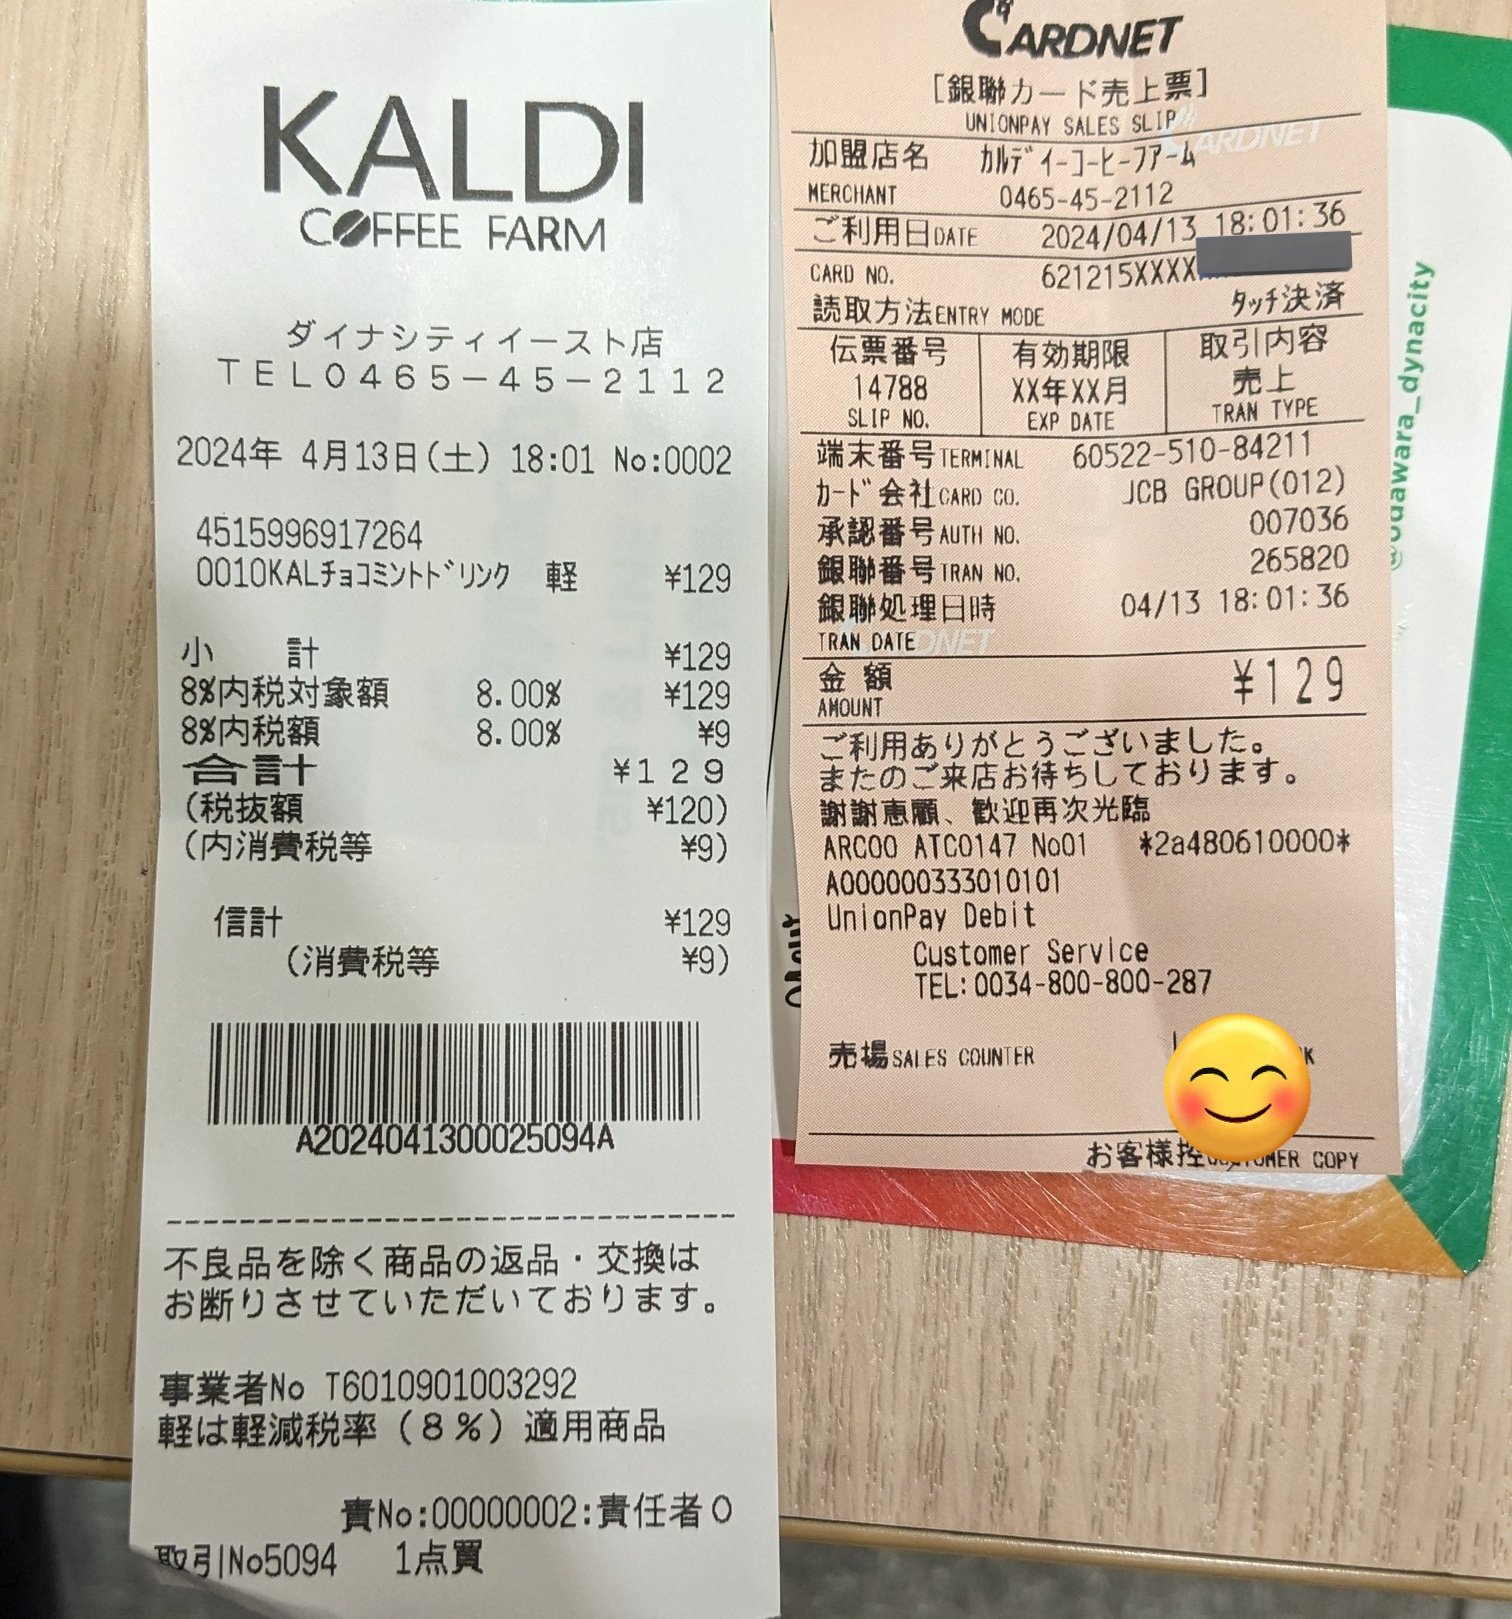 KALDI
COFFEE FARM
ダイナシティイースト店
TEL0465-45-2112
2024年 4月13日(土) 18:01 No:0002
4515996917264
0010KALチョコミントドリンク 軽 ¥129
小 計 ¥129
8%内税対象額 8.00% ¥129
8%内税額 8.00% ¥9
合計 ¥129
(税抜額 ¥120)
(内消費税等 ¥9)
信計 ¥129
(消費税等 ¥9)
A2024041300025094A
不良品を除く商品の返品・交換は
お断りさせていただいております。
事業者No T6010901003292
軽は軽減税率(8%)適用商品
責No:00000002:責任者0
取引No5094 1点買
CARDNET
[銀聯カード売上票]
UNIONPAY SALES SLIP
CARDNET
加盟店名 カルディーコーヒーファーム
MERCHANT 0465-45-2112
ご利用日DATE 2024/04/13 18:01:36
CARD NO. 621215XXXX
読取方法ENTRY MODE タッチ決済
伝票番号 有効期限 取引内容
14788 XX年XX月 売上
SLIP NO. EXP DATE TRAN TYPE
端末番号TERMINAL 60522-510-84211
カード会社CARD CO. JCB GROUP(012)
承認番号AUTH NO. 007036
銀聯番号TRAN NO. 265820
銀聯処理日時 04/13 18:01:36
TRAN DATE
金 額 ¥129
AMOUNT
ご利用ありがとうございました。
またのご来店お待ちしております。
謝謝惠顧、歓迎再次光臨
ARC00 ATC0147 No01 *2a480610000*
A000000333010101
UnionPay Debit
Customer Service
TEL:0034-800-800-287
売場SALES COUNTER
お客様控CUSTOMER COPY
@odawara_dynacity